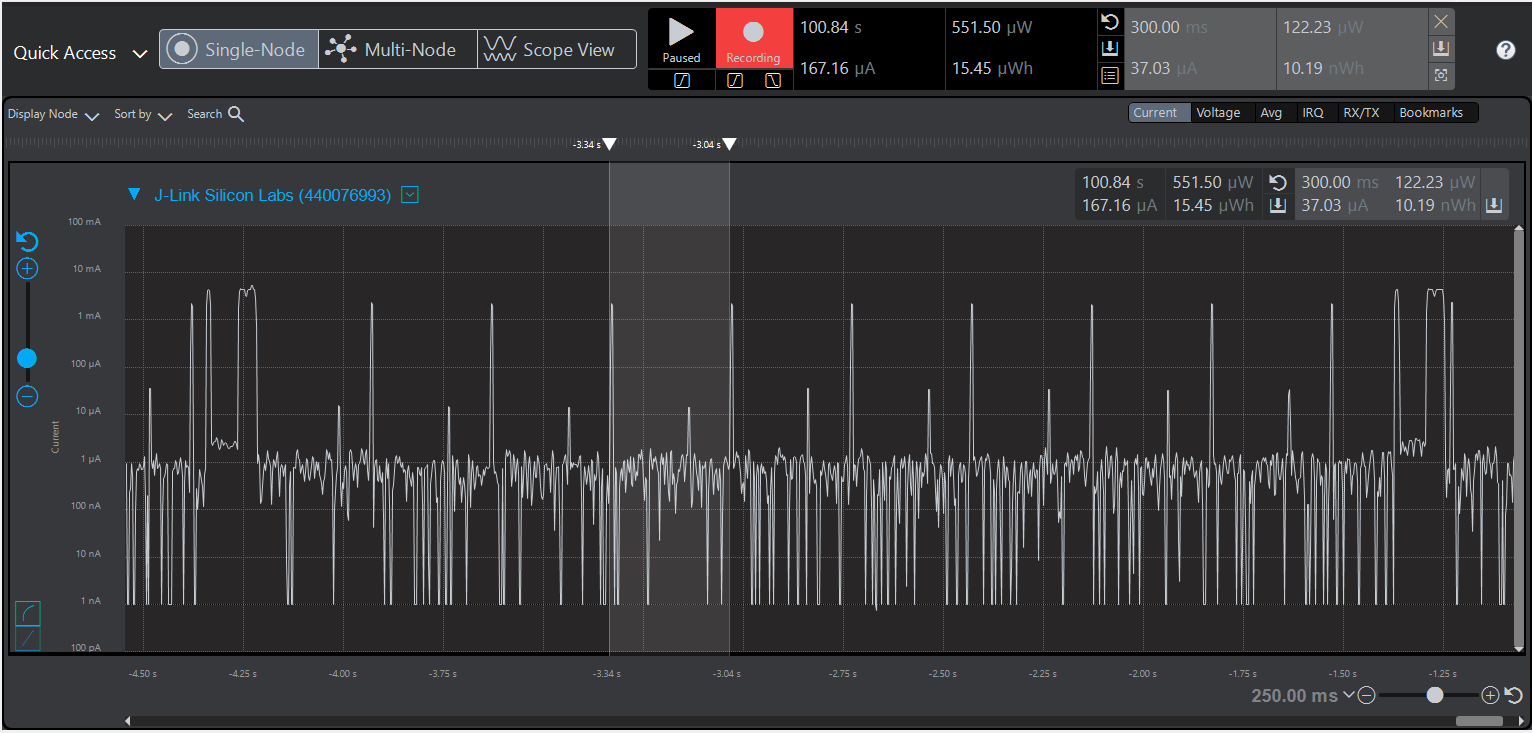 Quick Access Single-Node Multi-Node Scope View
Paused Recording
100.84 s 551.50 µW 300.00 ms 122.23 µW
167.16 µA 15.45 µWh 37.03 µA 10.19 nWh
?
Display Node Sort by Search
Current Voltage Avg IRQ RX/TX Bookmarks
-3.34 s -3.04 s
J-Link Silicon Labs (440076993)
100.84 s 551.50 µW 300.00 ms 122.23 µW
167.16 µA 15.45 µWh 37.03 µA 10.19 nWh
100 mA
10 mA
1 mA
100 µA
10 µA
1 µA
100 nA
10 nA
1 nA
100 pA
Current
-4.50 s -4.25 s -4.00 s -3.75 s -3.34 s -3.04 s -2.75 s -2.50 s -2.25 s -2.00 s -1.75 s -1.50 s -1.25 s
250.00 ms